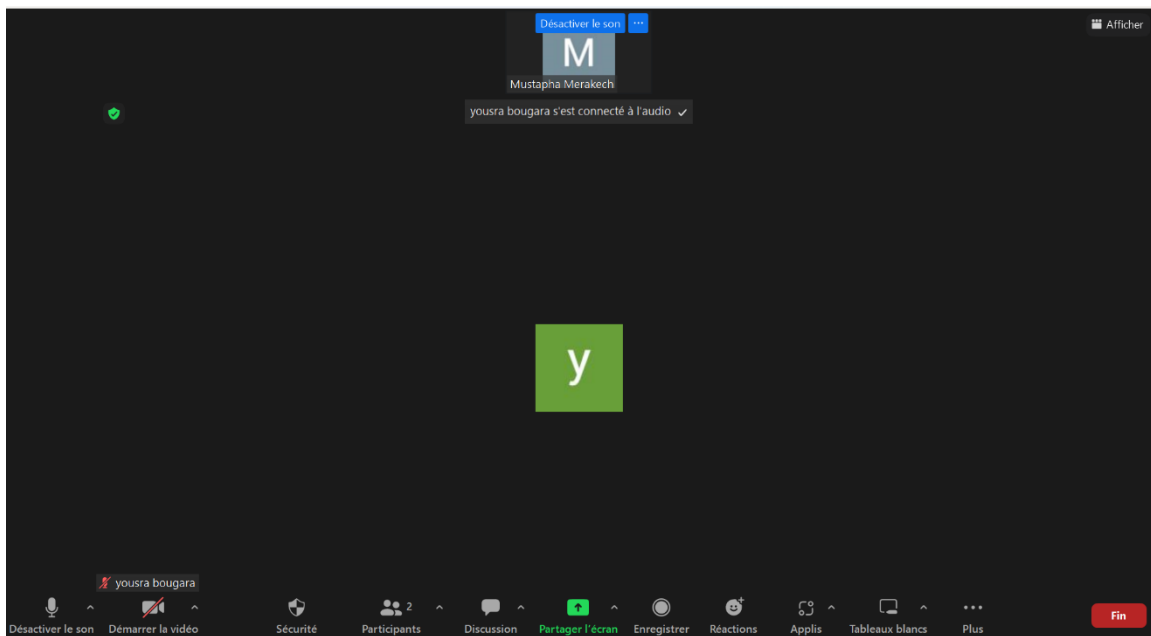 Désactiver le son ...
Afficher
M
Mustapha Merakech
yousra bougara s'est connecté à l'audio
y
yousra bougara
2
Désactiver le son Démarrer la vidéo Sécurité Participants Discussion Partager l'écran Enregistrer Réactions Applis Tableaux blancs Plus Fin